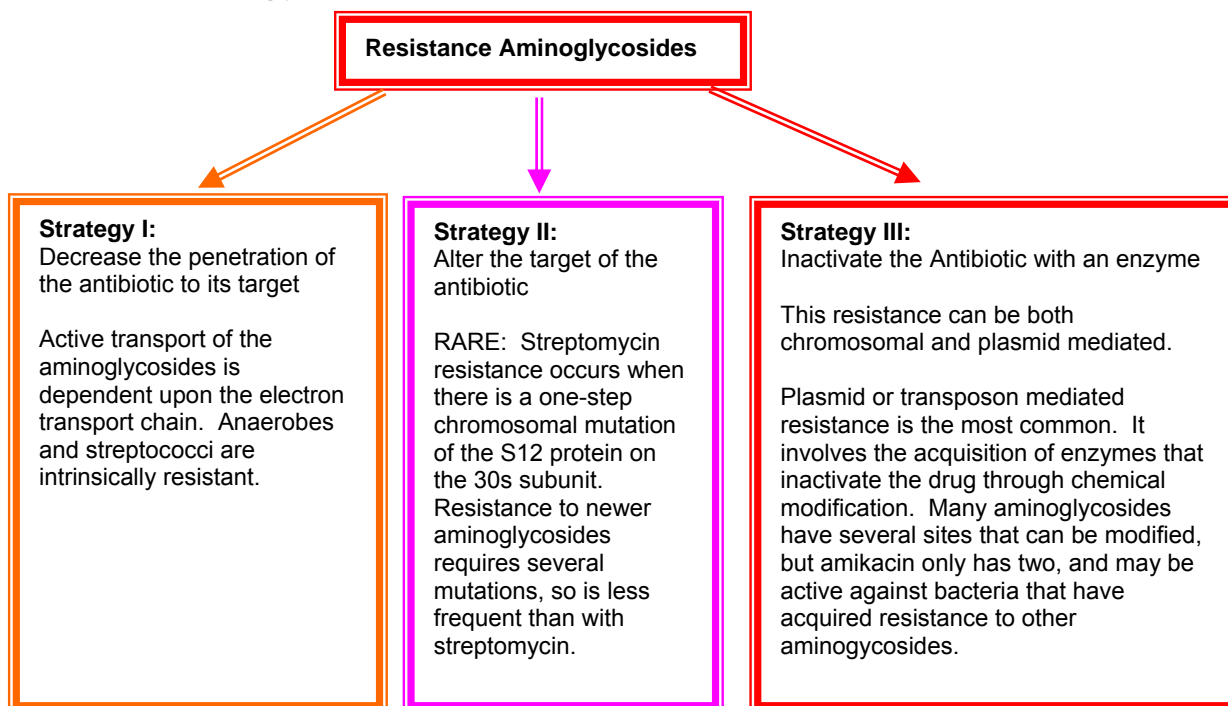 Resistance Aminoglycosides
Strategy I:
Decrease the penetration of
the antibiotic to its target
Active transport of the
aminoglycosides is
dependent upon the electron
transport chain.  Anaerobes
and streptococci are
intrinsically resistant.
Strategy II:
Alter the target of the
antibiotic
RARE:  Streptomycin
resistance occurs when
there is a one-step
chromosomal mutation
of the S12 protein on
the 30s subunit.
Resistance to newer
aminoglycosides
requires several
mutations, so is less
frequent than with
streptomycin.
Strategy III:
Inactivate the Antibiotic with an enzyme
This resistance can be both
chromosomal and plasmid mediated.
Plasmid or transposon mediated
resistance is the most common.  It
involves the acquisition of enzymes that
inactivate the drug through chemical
modification.  Many aminoglycosides
have several sites that can be modified,
but amikacin only has two, and may be
active against bacteria that have
acquired resistance to other
aminogycosides.